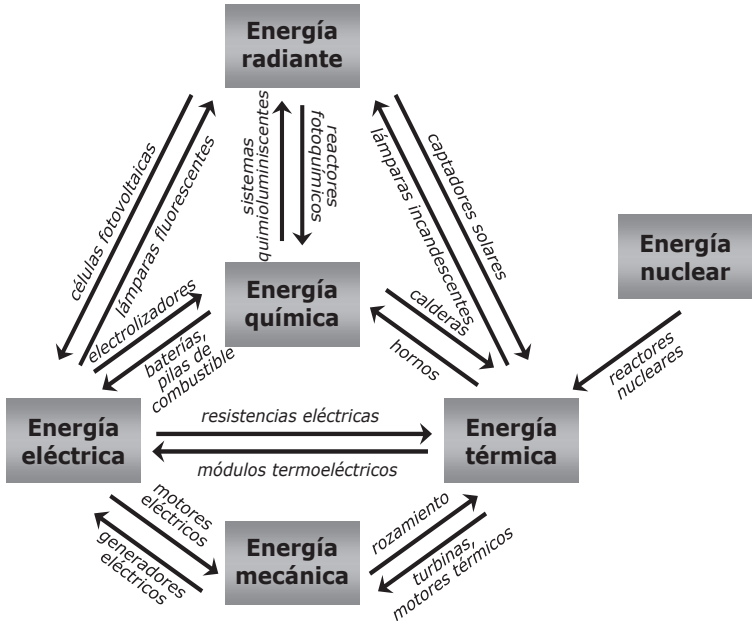 Energía
radiante
células fotovoltaicas
lámparas fluorescentes
sistemas
quimioluminiscentes
reactores
fotoquímicos
lámparas incandescentes
captadores solares
Energía
nuclear
Energía
química
electrolizadores
baterías,
pilas de
combustible
calderas
hornos
reactores
nucleares
Energía
eléctrica
resistencias eléctricas
módulos termoeléctricos
Energía
térmica
motores
eléctricos
generadores
eléctricos
Energía
mecánica
rozamiento
turbinas,
motores térmicos